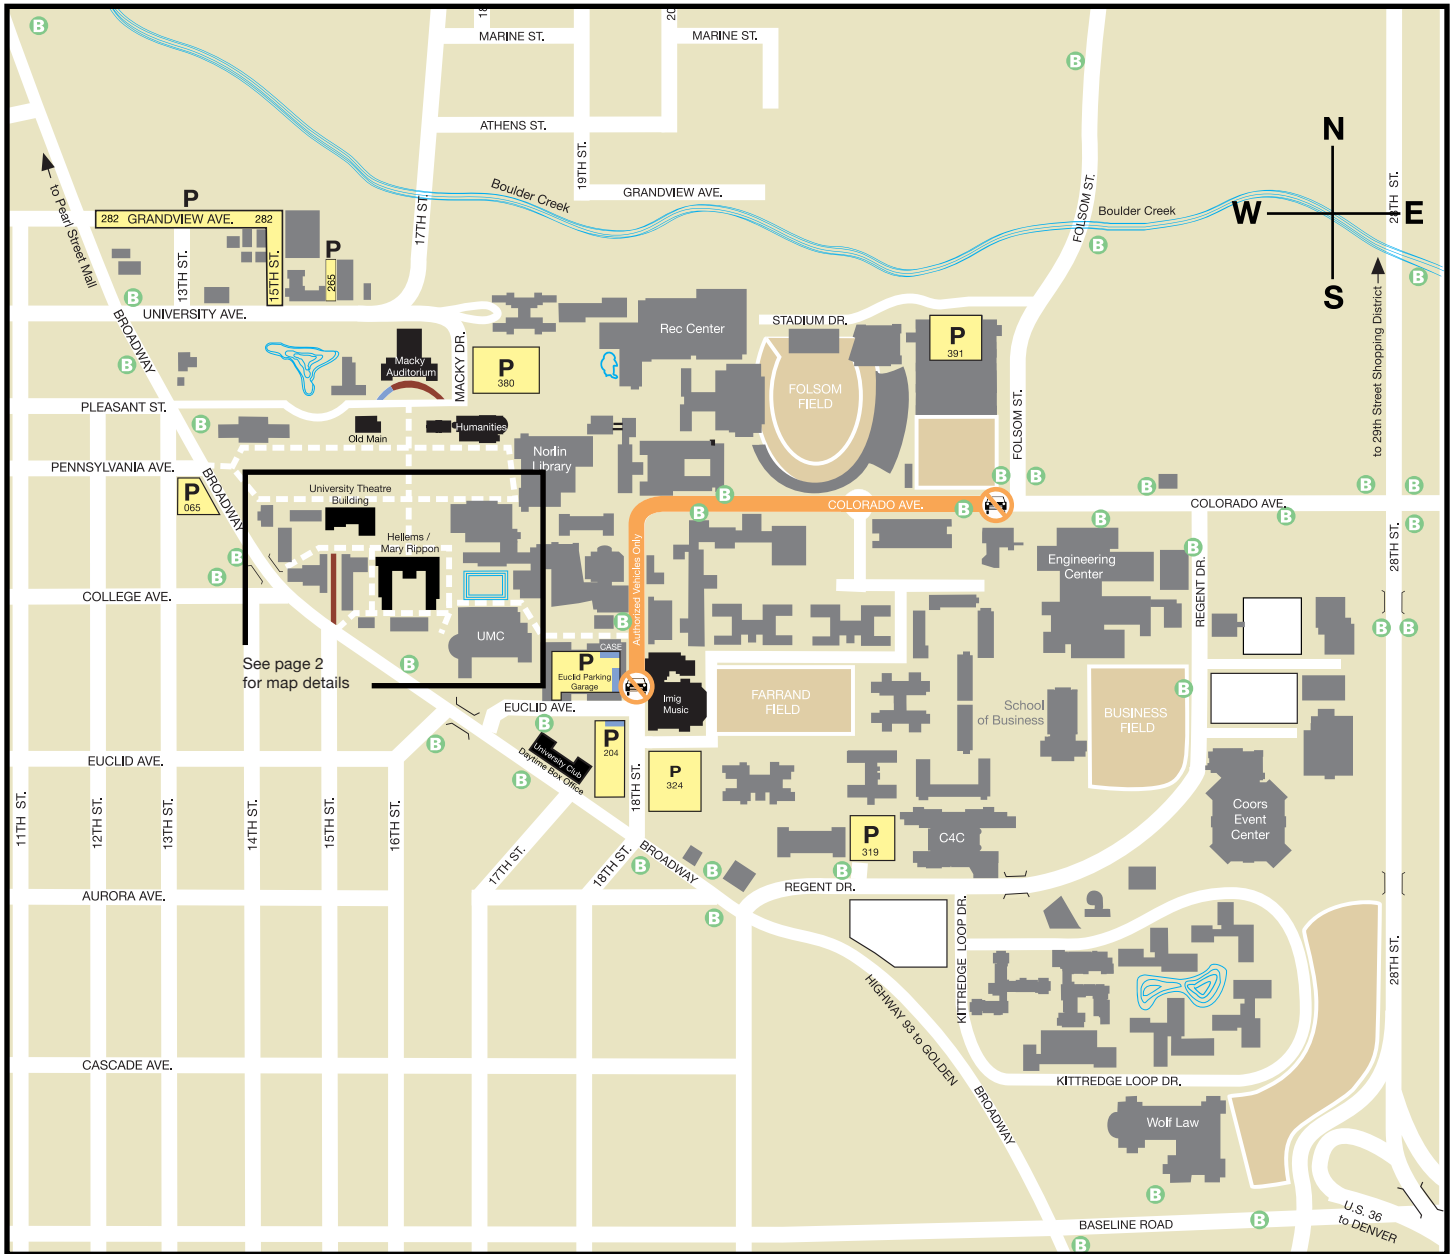 18
20
MARINE ST.
MARINE ST.
B
B
ATHENS ST.
19TH ST.
GRANDVIEW AVE.
Boulder Creek
Boulder Creek
N
W
E
S
28TH ST.
to Pearl Street Mall
P
282 GRANDVIEW AVE. 282
P
265
13TH ST.
15TH ST.
17TH ST.
FOLSOM ST.
B
B
B
to 29th Street Shopping District
UNIVERSITY AVE.
BROADWAY
B
STADIUM DR.
Rec Center
P
391
Macky
Auditorium
MACKY DR.
P
380
FOLSOM
FIELD
FOLSOM ST.
PLEASANT ST.
B
Old Main
Humanities
Norlin
Library
PENNSYLVANIA AVE.
P
065
BROADWAY
University Theatre
Building
B
B
B
B
B
B
COLORADO AVE.
B
B
COLORADO AVE.
B
B
B
Hellems /
Mary Rippon
B
B
Authorized Vehicles Only
Engineering
Center
B
REGENT DR.
28TH ST.
COLLEGE AVE.
UMC
B
B
B
See page 2
for map details
B
CASE
P
Euclid Parking
Garage
Imig
Music
FARRAND
FIELD
School
of Business
BUSINESS
FIELD
B
EUCLID AVE.
B
B
P
204
University Club
Daytime Box Office
B
EUCLID AVE.
P
324
18TH ST.
11TH ST.
12TH ST.
13TH ST.
14TH ST.
15TH ST.
16TH ST.
17TH ST.
18TH ST.
BROADWAY
B
B
B
P
319
C4C
Coors
Event
Center
REGENT DR.
AURORA AVE.
B
KITTREDGE LOOP DR.
28TH ST.
HIGHWAY 93 to GOLDEN
CASCADE AVE.
KITTREDGE LOOP DR.
BROADWAY
Wolf Law
B
B
BASELINE ROAD
B
U.S. 36
to DENVER